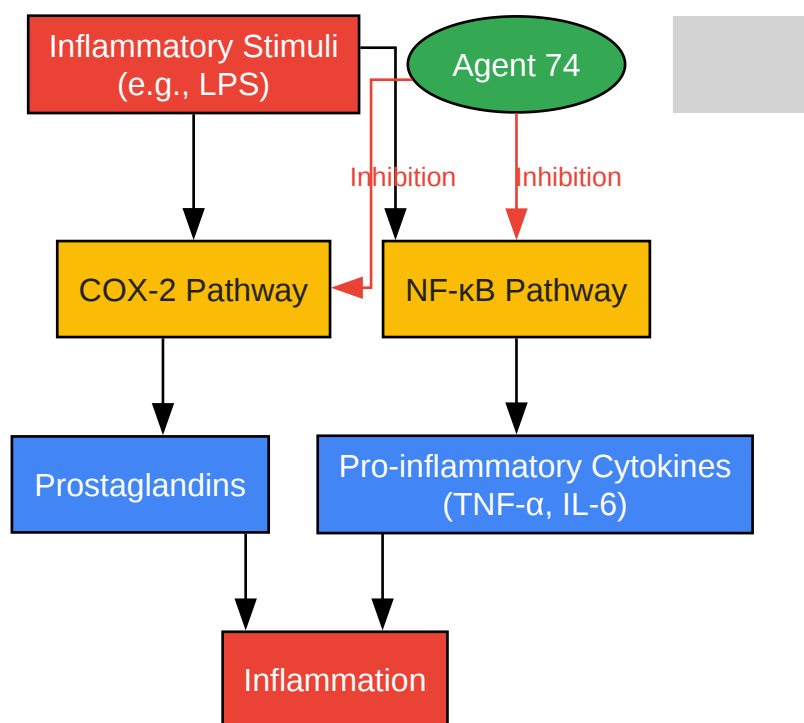 Inflammatory Stimuli
(e.g., LPS)
Agent 74
Inhibition
Inhibition
COX-2 Pathway
NF-κB Pathway
Prostaglandins
Pro-inflammatory Cytokines
(TNF-α, IL-6)
Inflammation